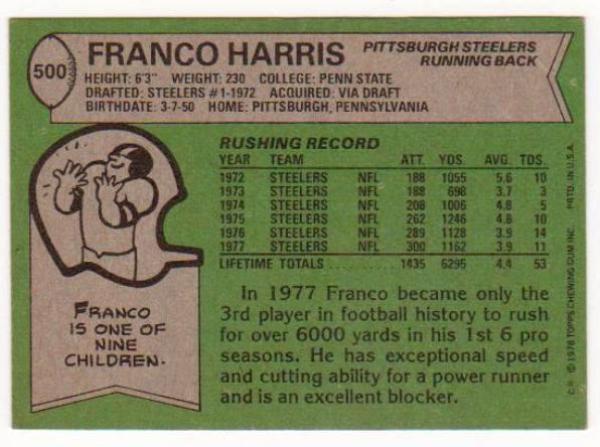 500
FRANCO HARRIS
PITTSBURGH STEELERS
RUNNING BACK
HEIGHT: 6'3" WEIGHT: 230 COLLEGE: PENN STATE
DRAFTED: STEELERS #1-1972 ACQUIRED: VIA DRAFT
BIRTHDATE: 3-7-50 HOME: PITTSBURGH, PENNSYLVANIA
RUSHING RECORD
YEAR TEAM ATT. YDS. AVG. TDS.
1972 STEELERS NFL 188 1055 5.6 10
1973 STEELERS NFL 188 698 3.7 3
1974 STEELERS NFL 208 1006 4.8 5
1975 STEELERS NFL 262 1246 4.8 10
1976 STEELERS NFL 289 1128 3.9 14
1977 STEELERS NFL 300 1162 3.9 11
LIFETIME TOTALS 1435 6295 4.4 53
FRANCO
IS ONE OF
NINE
CHILDREN.
In 1977 Franco became only the
3rd player in football history to rush
for over 6000 yards in his 1st 6 pro
seasons. He has exceptional speed
and cutting ability for a power runner
and is an excellent blocker.
© 1978 TOPPS CHEWING GUM INC. PRTD. IN U.S.A.